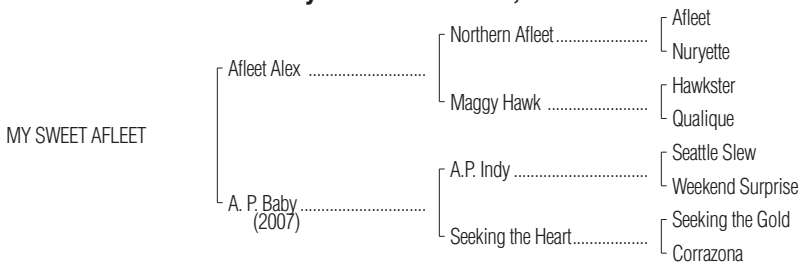 Afleet
Northern Afleet
Nuryette
Afleet Alex
Hawkster
Maggy Hawk
Qualique
MY SWEET AFLEET
Seattle Slew
A.P. Indy
Weekend Surprise
A. P. Baby
(2007)
Seeking the Gold
Seeking the Heart
Corrazona